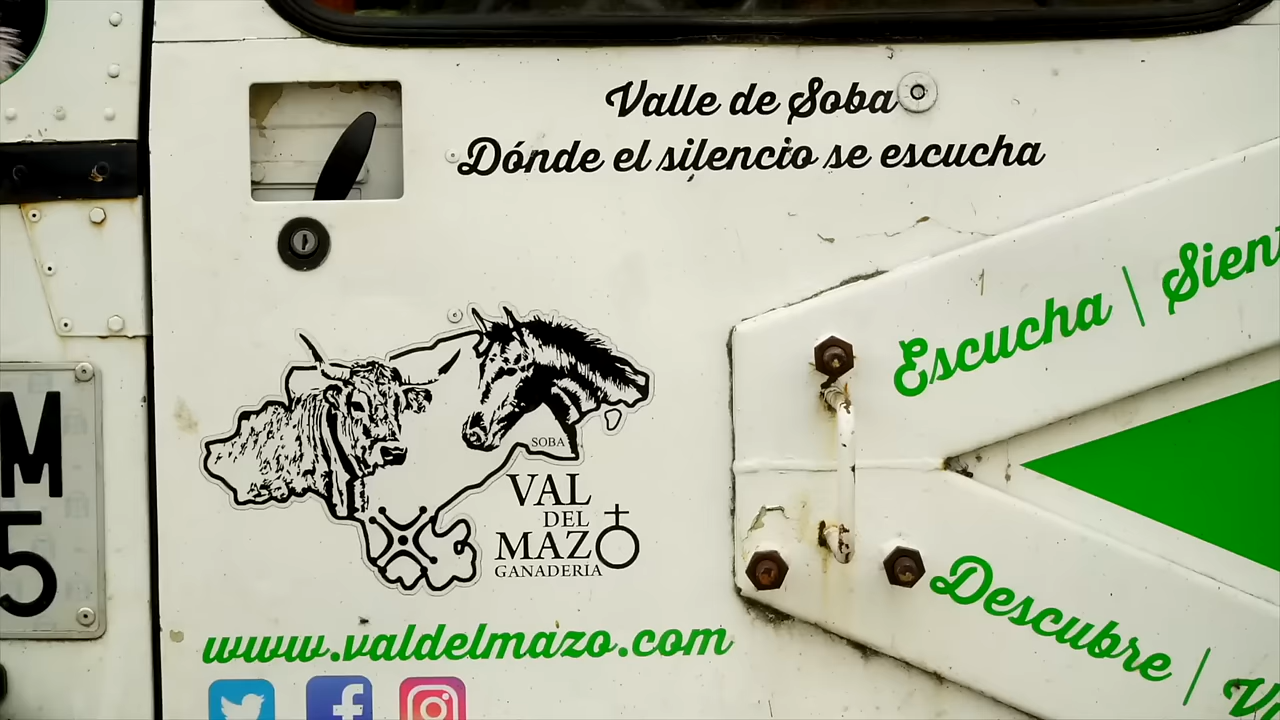 Valle de Soba
Dónde el silencio se escucha
Escucha |
M
5
SOBA
VAL
DEL
MAZO
GANADERIA
Descubre |
www.valdelmazo.com